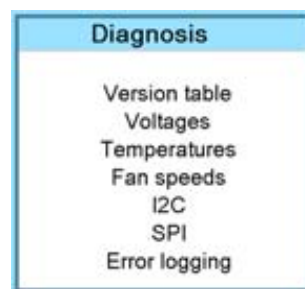 Diagnosis
Version table
Voltages
Temperatures
Fan speeds
I2C
SPI
Error logging